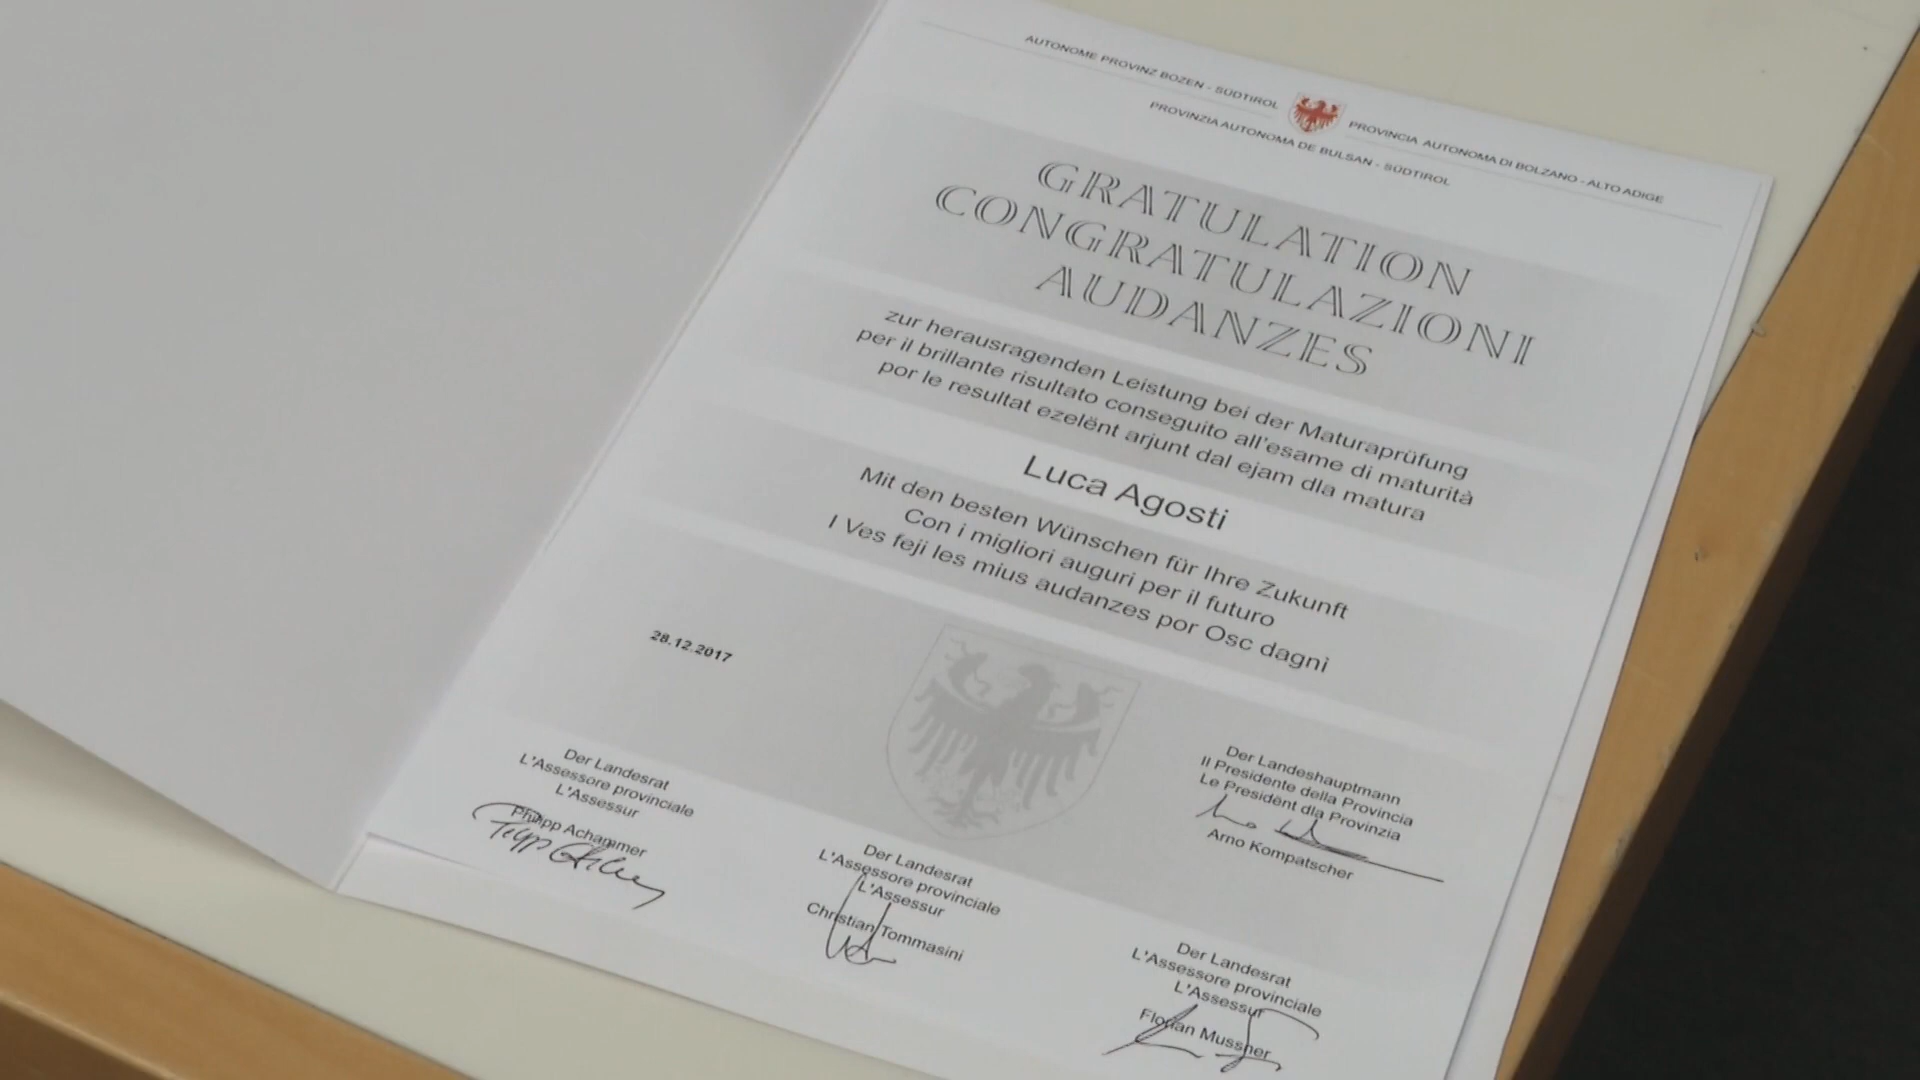 AUTONOME PROVINZ BOZEN - SÜDTIROL
PROVINCIA AUTONOMA DI BOLZANO - ALTO ADIGE
PROVINZIA AUTONOMA DE BULSAN - SÜDTIROL
GRATULATION
CONGRATULAZIONI
AUDANZES
zur herausragenden Leistung bei der Maturaprüfung
per il brillante risultato conseguito all'esame di maturità
por le resultat ezelënt arjunt dal ejam dla matura
Luca Agosti
Mit den besten Wünschen für Ihre Zukunft
Con i migliori auguri per il futuro
I Ves feji les mius audanzes por Osc dagnì
28.12.2017
Der Landesrat
L'Assessore provinciale
L'Assessur
Philipp Achammer
Der Landesrat
L'Assessore provinciale
L'Assessur
Christian Tommasini
Der Landeshauptmann
Il Presidente della Provincia
Le Presidënt dla Provinzia
Arno Kompatscher
Der Landesrat
L'Assessore provinciale
L'Assessur
Florian Mussner